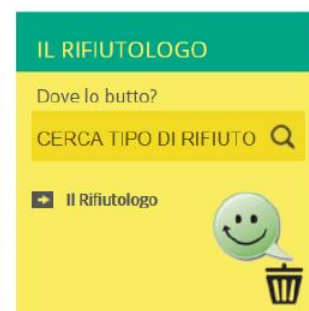 IL RIFIUTOLOGO
Dove lo butto?
CERCA TIPO DI RIFIUTO
Il Rifiutologo